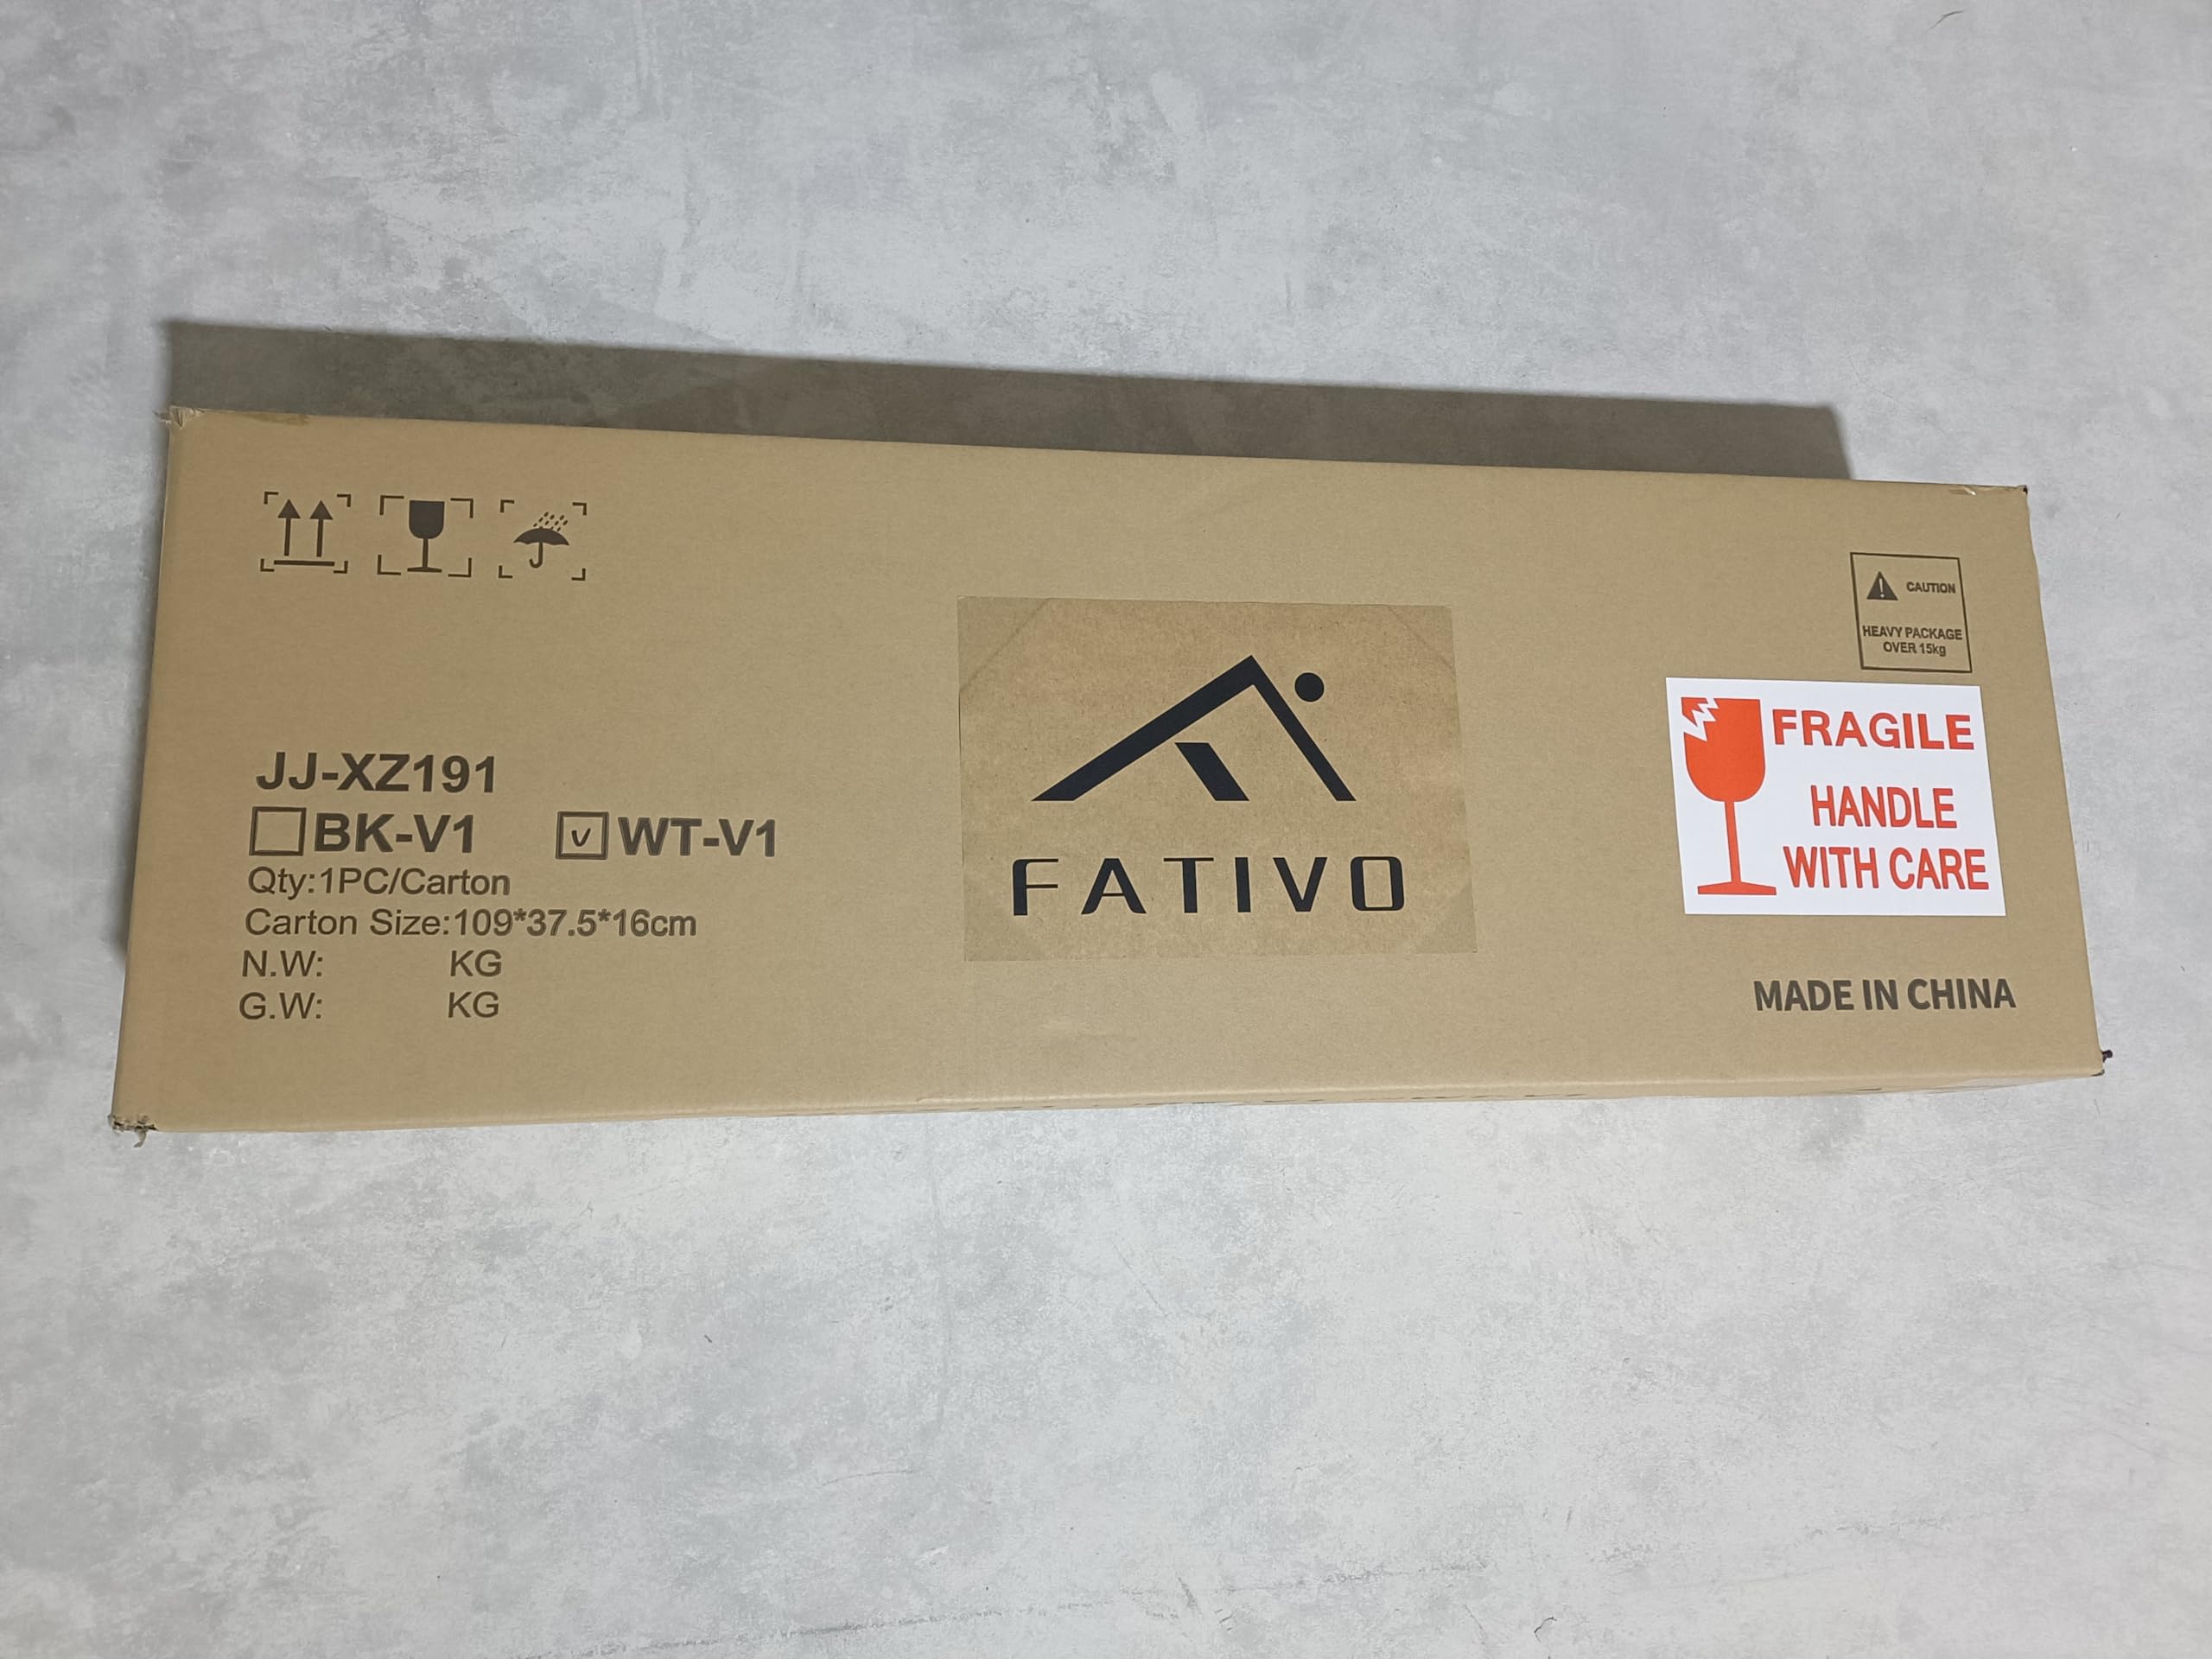 JJ-XZ191
BK-V1 WT-V1
Qty:1PC/Carton
Carton Size:109*37.5*16cm
N.W: KG
G.W: KG
FATIVO
CAUTION
HEAVY PACKAGE
OVER 15kg
FRAGILE
HANDLE
WITH CARE
MADE IN CHINA